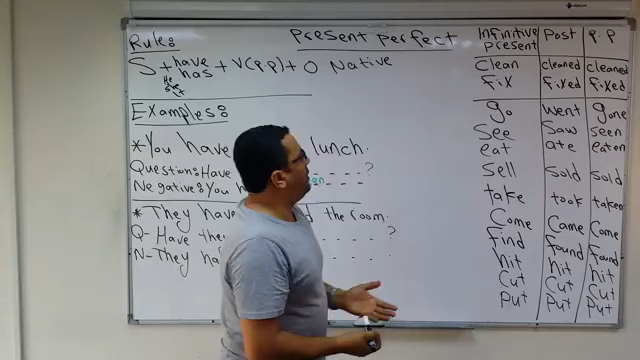 Rule:
Present perfect
S + have + V(P.P) + O Native
has
He
She
it
Examples:
*You have lunch.
Question: Have ?
Negative: You
*They have the room.
Q- Have ?
N- They
Infinitive Past P.P
present
Clean cleaned cleaned
Fix Fixed Fixed
go went gone
See Saw seen
eat ate eaten
Sell Sold sold
take took taken
Come Came Come
find Found Found
hit hit hit
Cut Cut Cut
Put Put Put